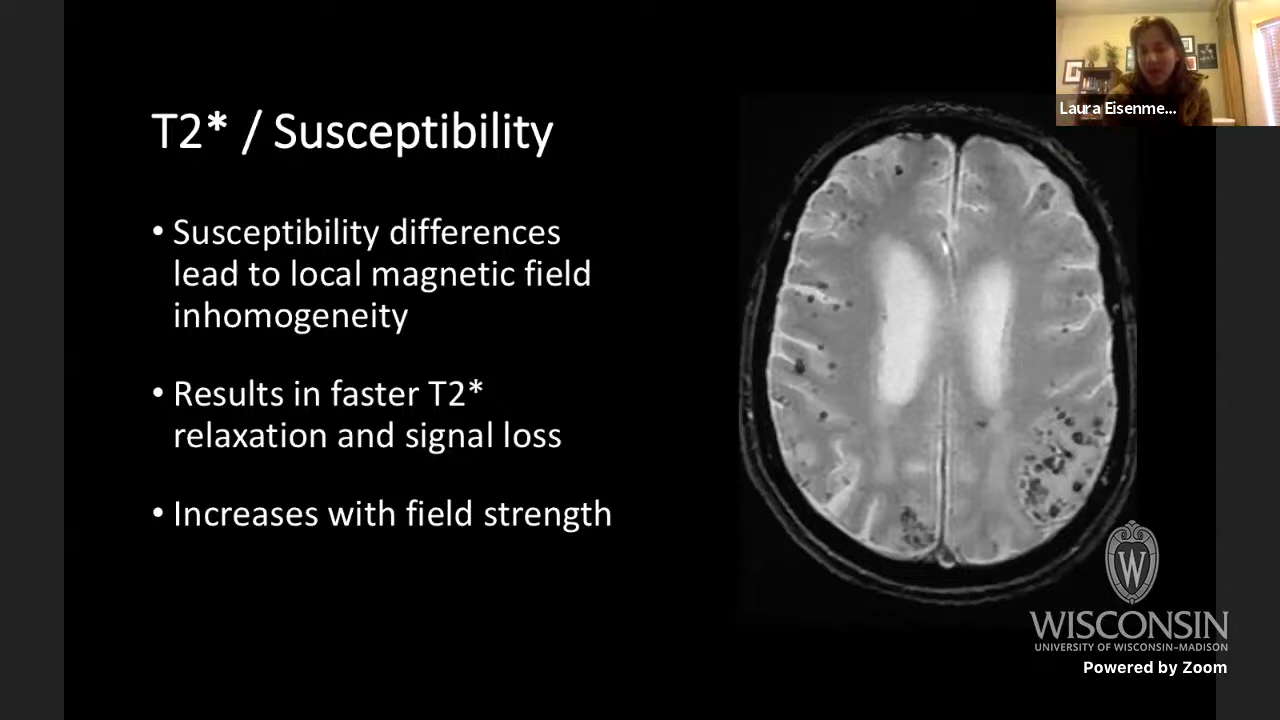 Laura Eisenme...
T2* / Susceptibility
• Susceptibility differences
lead to local magnetic field
inhomogeneity
• Results in faster T2*
relaxation and signal loss
• Increases with field strength
W
WISCONSIN
UNIVERSITY OF WISCONSIN–MADISON
Powered by Zoom